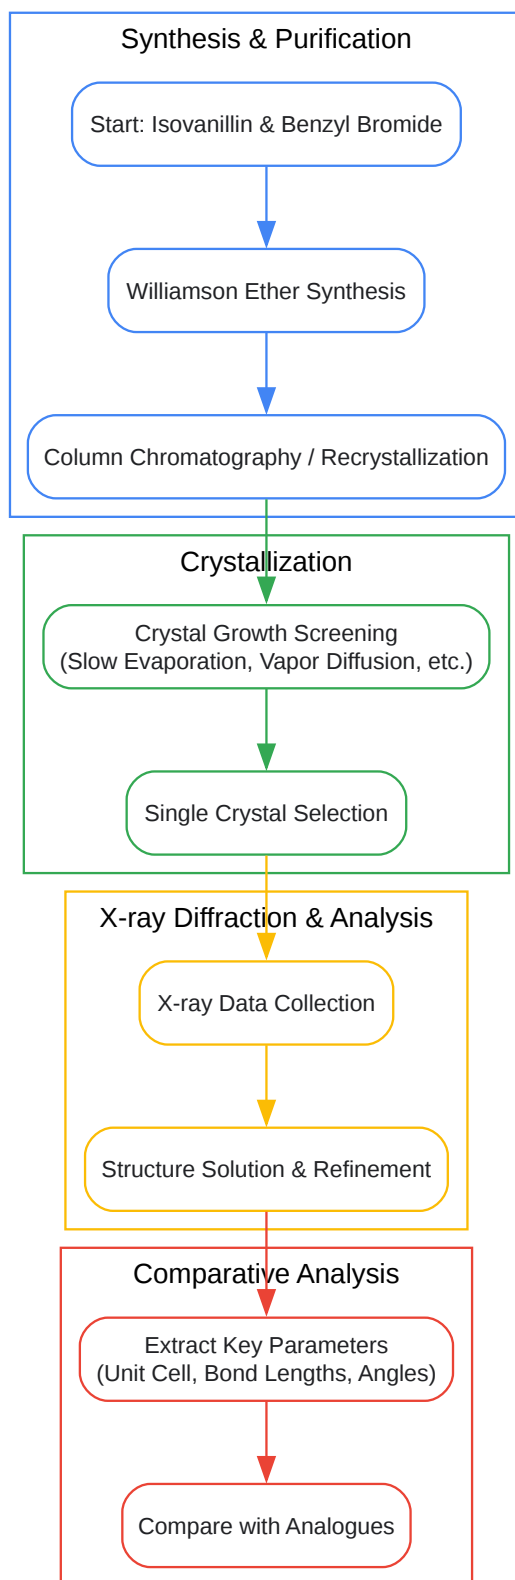 Synthesis & Purification
Start: Isovanillin & Benzyl Bromide
Williamson Ether Synthesis
Column Chromatography / Recrystallization
Crystallization
Crystal Growth Screening
(Slow Evaporation, Vapor Diffusion, etc.)
Single Crystal Selection
X-ray Diffraction & Analysis
X-ray Data Collection
Structure Solution & Refinement
Comparative Analysis
Extract Key Parameters
(Unit Cell, Bond Lengths, Angles)
Compare with Analogues